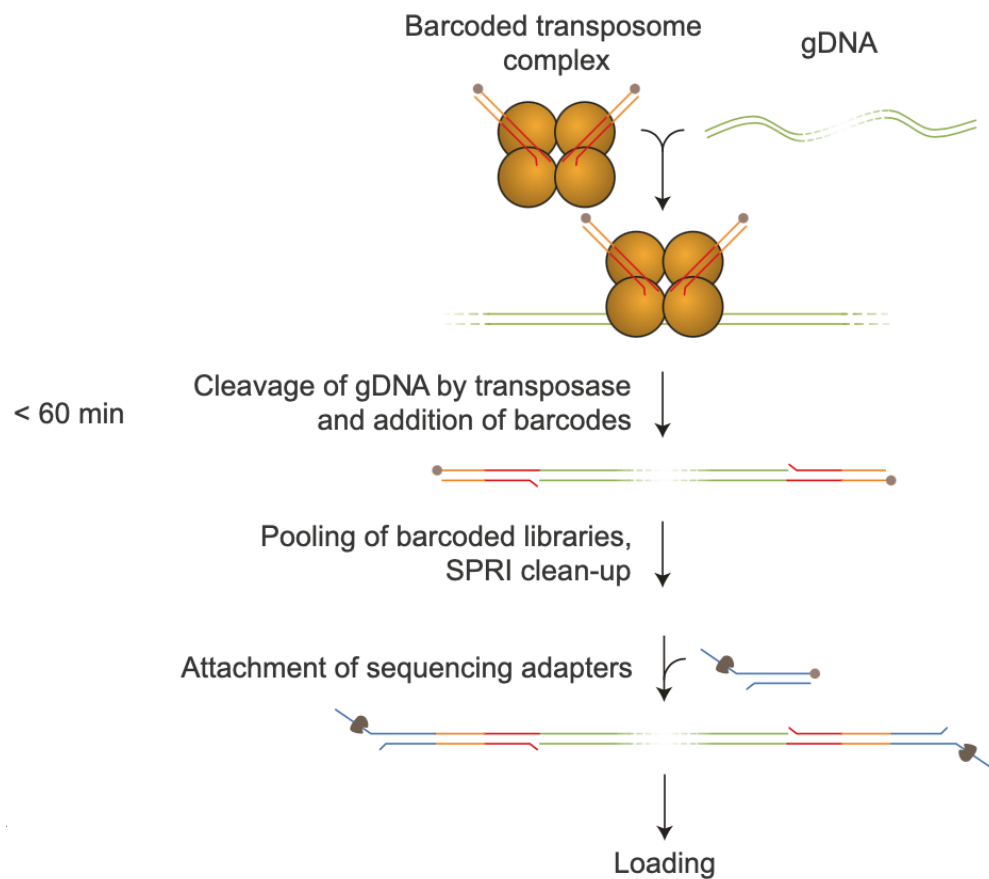 Barcoded transposome
complex
gDNA
Cleavage of gDNA by transposase
and addition of barcodes
< 60 min
Pooling of barcoded libraries,
SPRI clean-up
Attachment of sequencing adapters
Loading